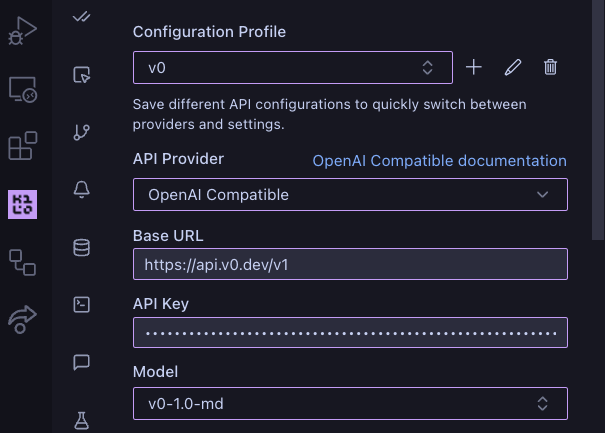 Configuration Profile
v0
Save different API configurations to quickly switch between
providers and settings.
API Provider
OpenAI Compatible documentation
OpenAI Compatible
Base URL
https://api.v0.dev/v1
API Key
Model
v0-1.0-md